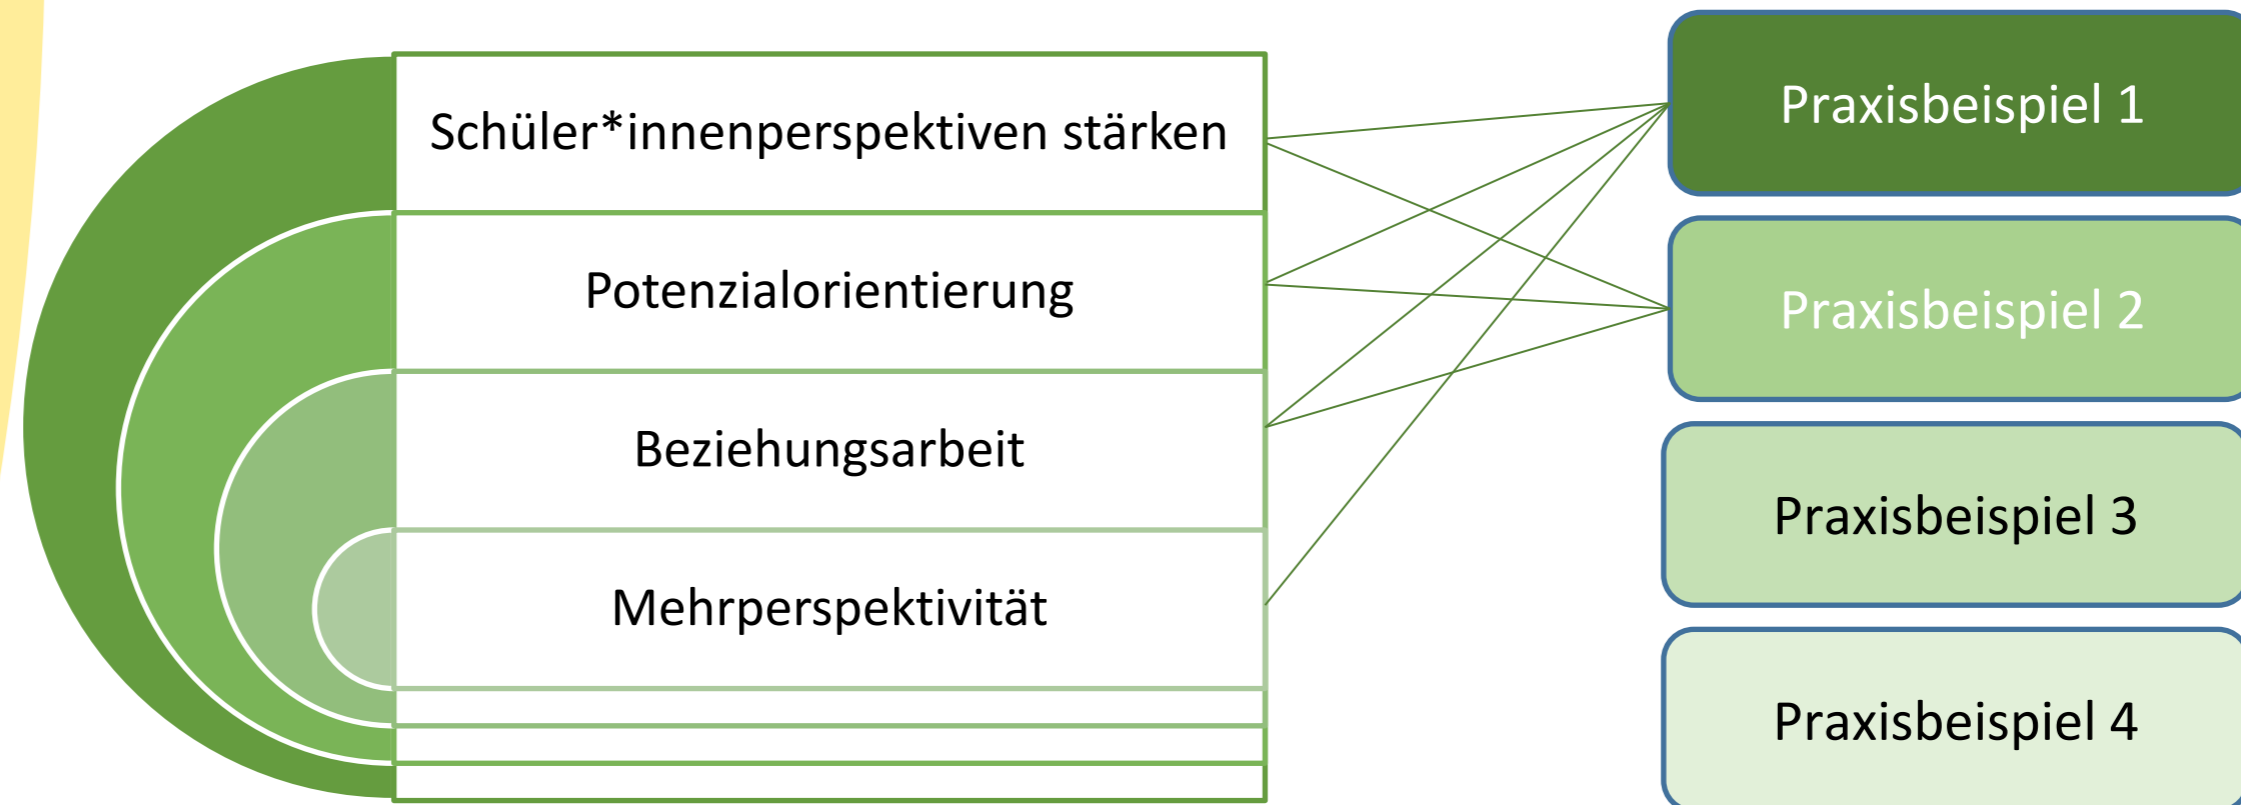 Schüler*innenperspektiven stärken
Potenzialorientierung
Beziehungsarbeit
Mehrperspektivität
Praxisbeispiel 1
Praxisbeispiel 2
Praxisbeispiel 3
Praxisbeispiel 4